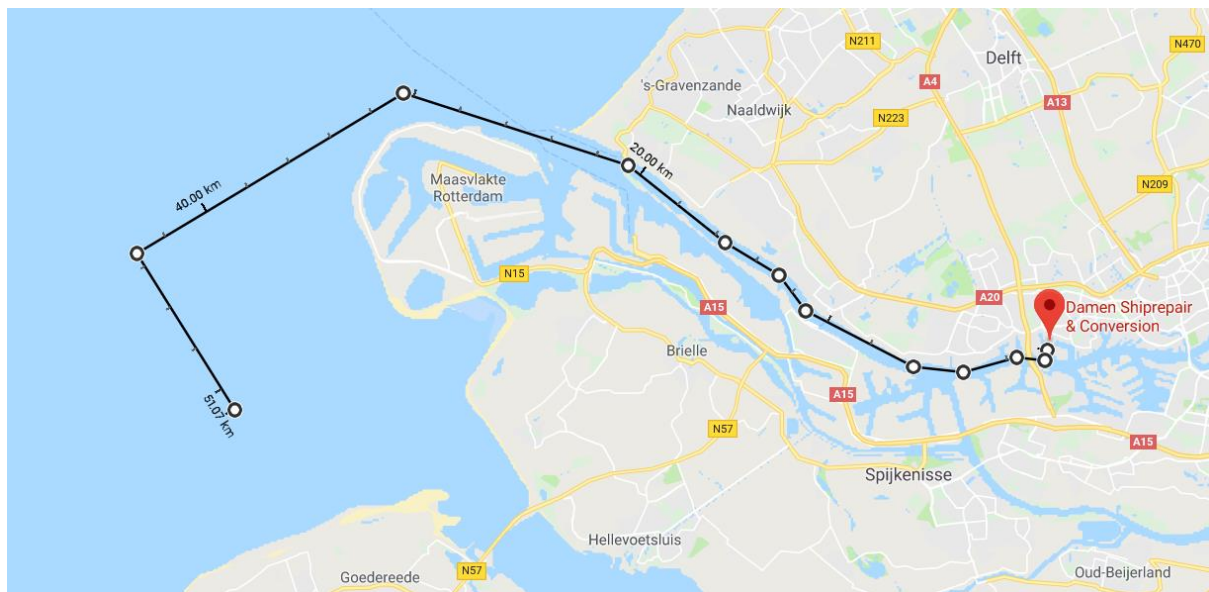 N211
Delft
N470
A4
's-Gravenzande
A13
Naaldwijk
N223
20.00 km
Maasvlakte
Rotterdam
40.00 km
N209
N15
A20
Damen Shiprepair
& Conversion
A15
Brielle
A15
51.07 km
N57
A15
Spijkenisse
Hellevoetsluis
N57
Goedereede
Oud-Beijerland